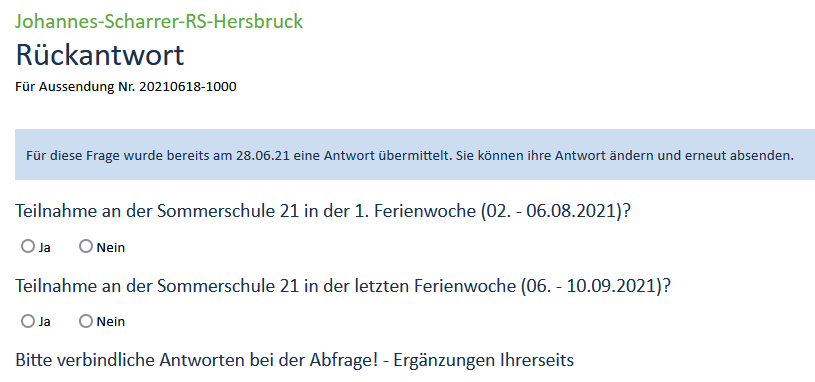 Johannes-Scharrer-RS-Hersbruck
Rückantwort
Für Aussendung Nr. 20210618-1000
Für diese Frage wurde bereits am 28.06.21 eine Antwort übermittelt. Sie können ihre Antwort ändern und erneut absenden.
Teilnahme an der Sommerschule 21 in der 1. Ferienwoche (02. - 06.08.2021)?
Ja Nein
Teilnahme an der Sommerschule 21 in der letzten Ferienwoche (06. - 10.09.2021)?
Ja Nein
Bitte verbindliche Antworten bei der Abfrage! - Ergänzungen Ihrerseits